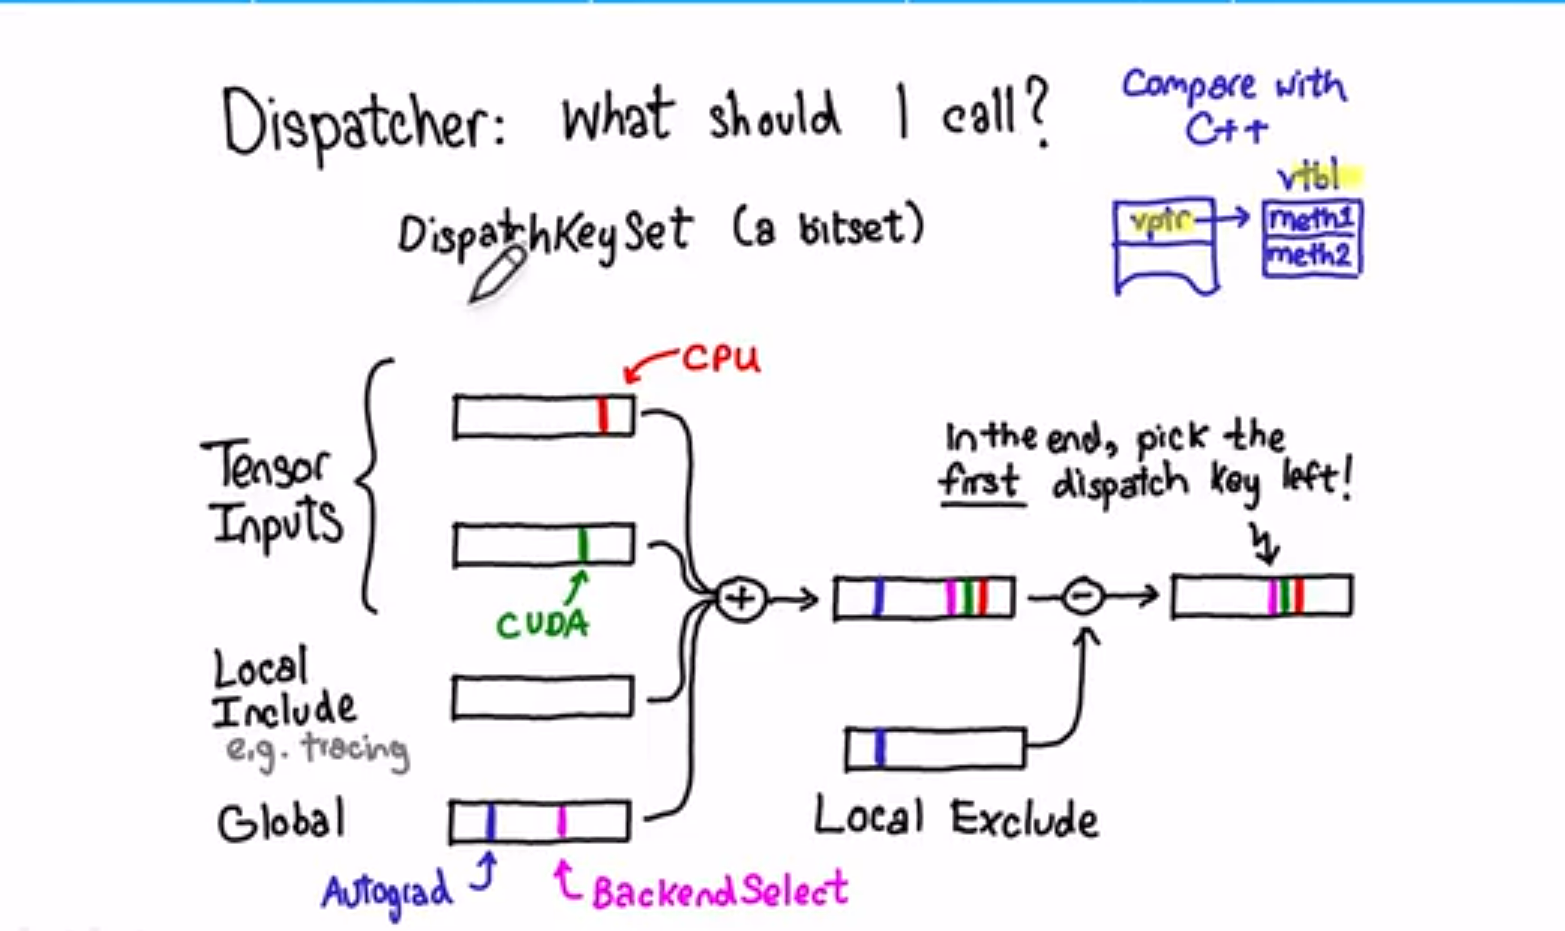 Dispatcher: What should I call?
Compare with
C++
vtbl
vptr
meth1
meth2
DispatchKeySet (a bitset)
CPU
Tensor
Inputs
CUDA
In the end, pick the
first dispatch key left!
+
-
Local
Include
e.g. tracing
Global
Local Exclude
Autograd
BackendSelect